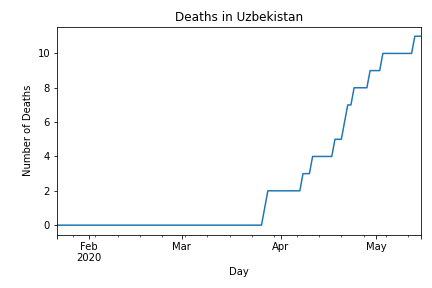 Deaths in Uzbekistan
Number of Deaths
10
8
6
4
2
0
Feb
2020
Mar
Apr
May
Day